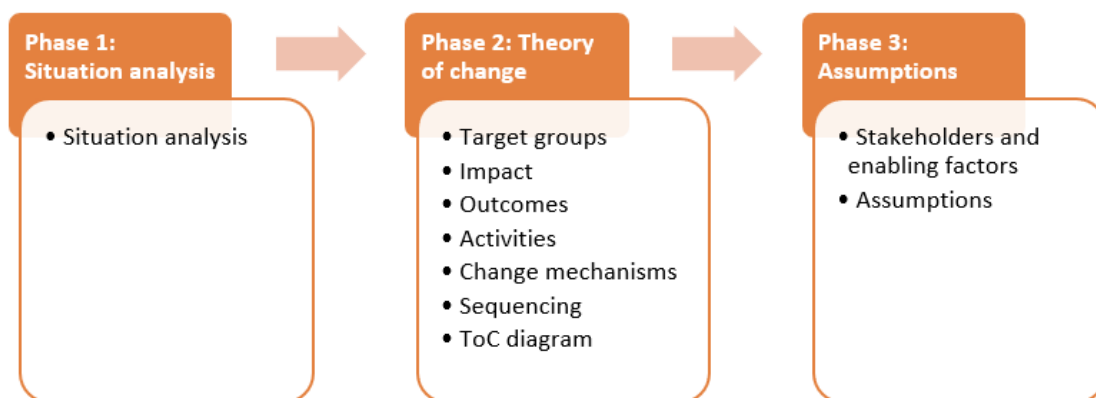 Phase 1:
Situation analysis
• Situation analysis
Phase 2: Theory
of change
• Target groups
• Impact
• Outcomes
• Activities
• Change mechanisms
• Sequencing
• ToC diagram
Phase 3:
Assumptions
• Stakeholders and
enabling factors
• Assumptions